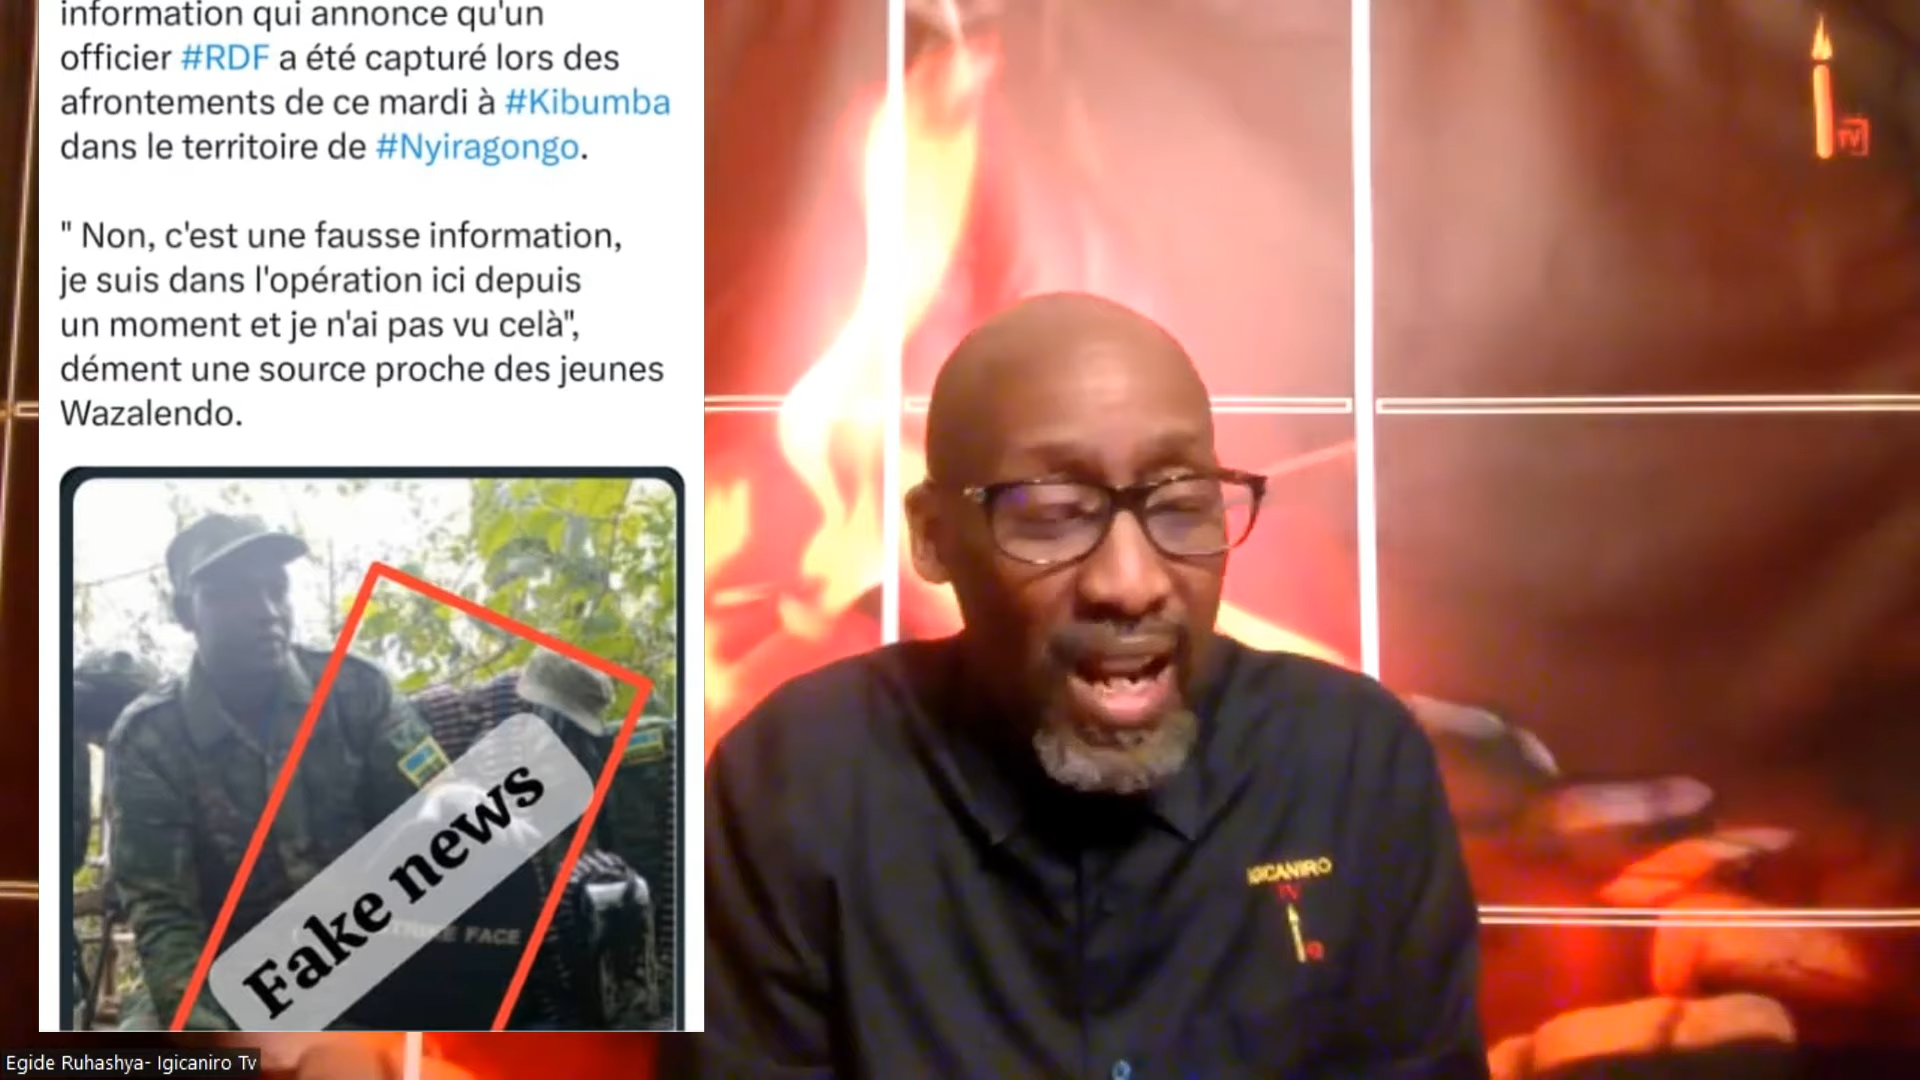 information qui annonce qu'un
officier #RDF a été capturé lors des
afrontements de ce mardi à #Kibumba
dans le territoire de #Nyiragongo.
" Non, c'est une fausse information,
je suis dans l'opération ici depuis
un moment et je n'ai pas vu celà",
dément une source proche des jeunes
Wazalendo.
Fake news
FACE
TV
IGICANIRO
TV
Egide Ruhashya- Igicaniro Tv